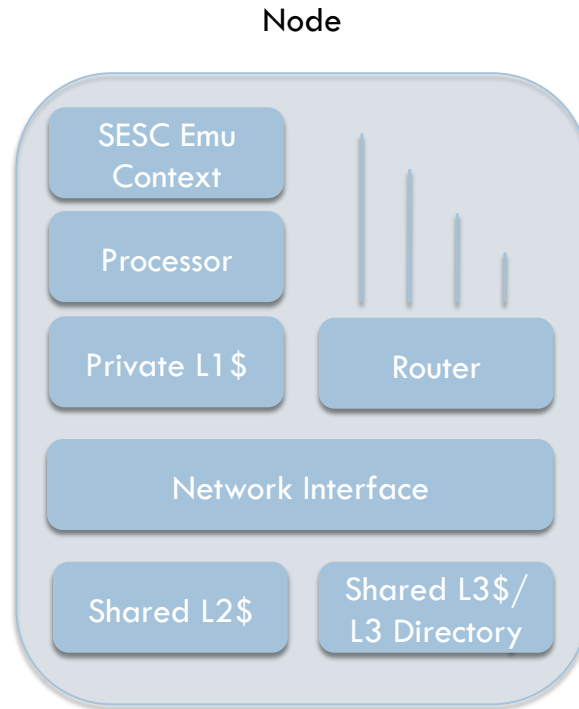 Node
SESC Emu
Context
Processor
Private L1$
Router
Network Interface
Shared L2$
Shared L3$/
L3 Directory